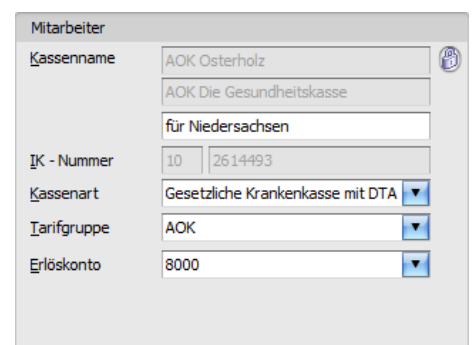 Mitarbeiter
Kassenname AOK Osterholz
AOK Die Gesundheitskasse
für Niedersachsen
IK - Nummer 10 2614493
Kassenart Gesetzliche Krankenkasse mit DTA
Tarifgruppe AOK
Erlöskonto 8000